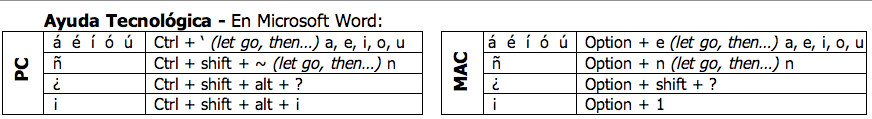 Ayuda Tecnológica - En Microsoft Word:
PC
á é í ó ú Ctrl + ‘ (let go, then...) a, e, i, o, u
ñ Ctrl + shift + ~ (let go, then...) n
¿ Ctrl + shift + alt + ?
¡ Ctrl + shift + alt + i
MAC
á é í ó ú Option + e (let go, then...) a, e, i, o, u
ñ Option + n (let go, then...) n
¿ Option + shift + ?
¡ Option + 1